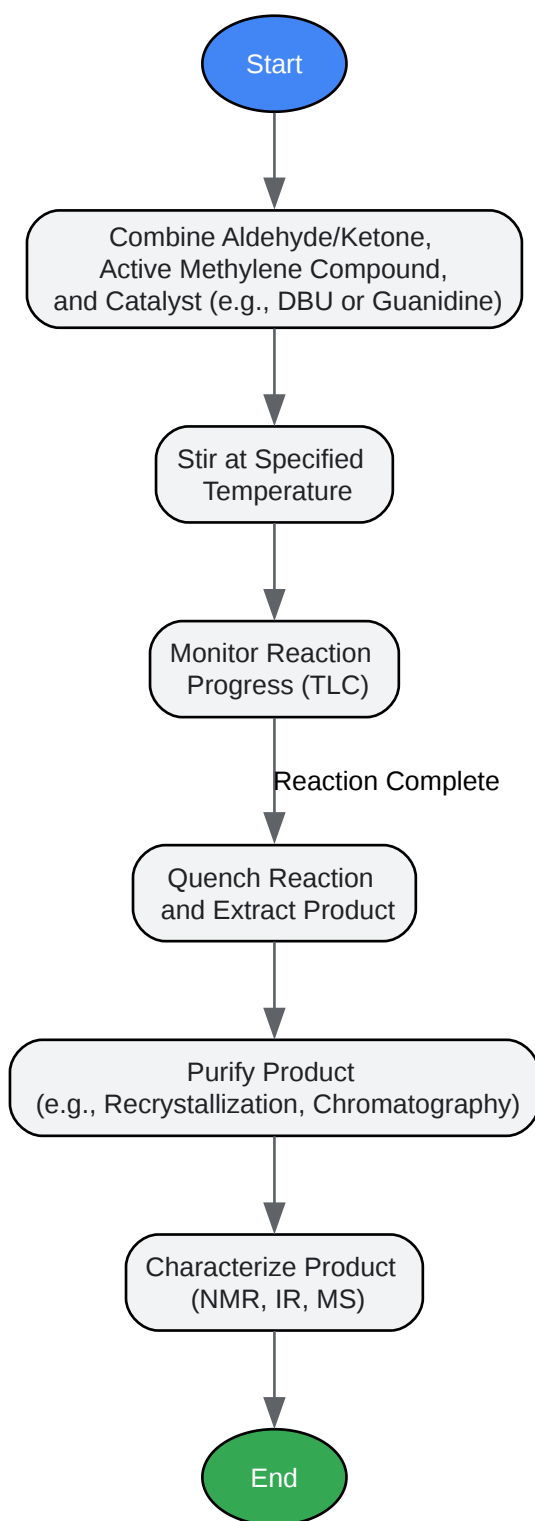 Start
Combine Aldehyde/Ketone,
Active Methylene Compound,
and Catalyst (e.g., DBU or Guanidine)
Stir at Specified
Temperature
Monitor Reaction
Progress (TLC)
Reaction Complete
Quench Reaction
and Extract Product
Purify Product
(e.g., Recrystallization, Chromatography)
Characterize Product
(NMR, IR, MS)
End